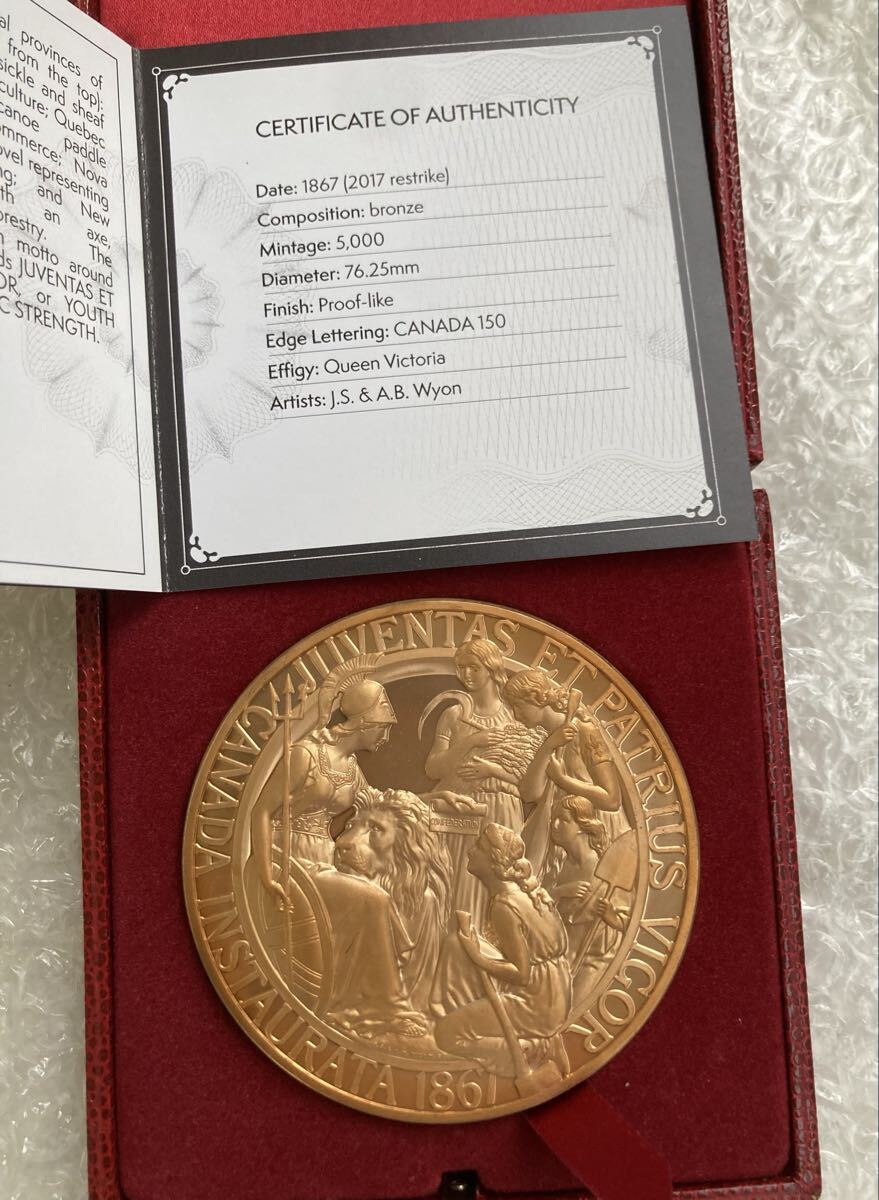 al provinces of
from the top):
sickle and sheaf
culture; Quebec
canoe paddle
mmerce; Nova
ovel representing
ng; and New
th an axe,
orestry. The
n motto around
ds JUVENTAS ET
OR, or YOUTH
C STRENGTH.
CERTIFICATE OF AUTHENTICITY
Date: 1867 (2017 restrike)
Composition: bronze
Mintage: 5,000
Diameter: 76.25mm
Finish: Proof-like
Edge Lettering: CANADA 150
Effigy: Queen Victoria
Artists: J.S. & A.B. Wyon
JUVENTAS ET PATRIUS VIGOR
CANADA INSTAURATA 1867
CONFEDERATION